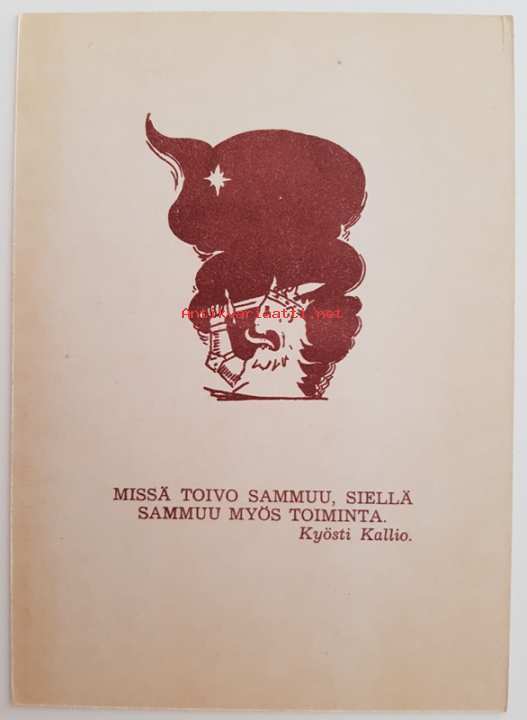 Antikvariaatti.net
MISSÄ TOIVO SAMMUU, SIELLÄ
SAMMUU MYÖS TOIMINTA.
Kyösti Kallio.